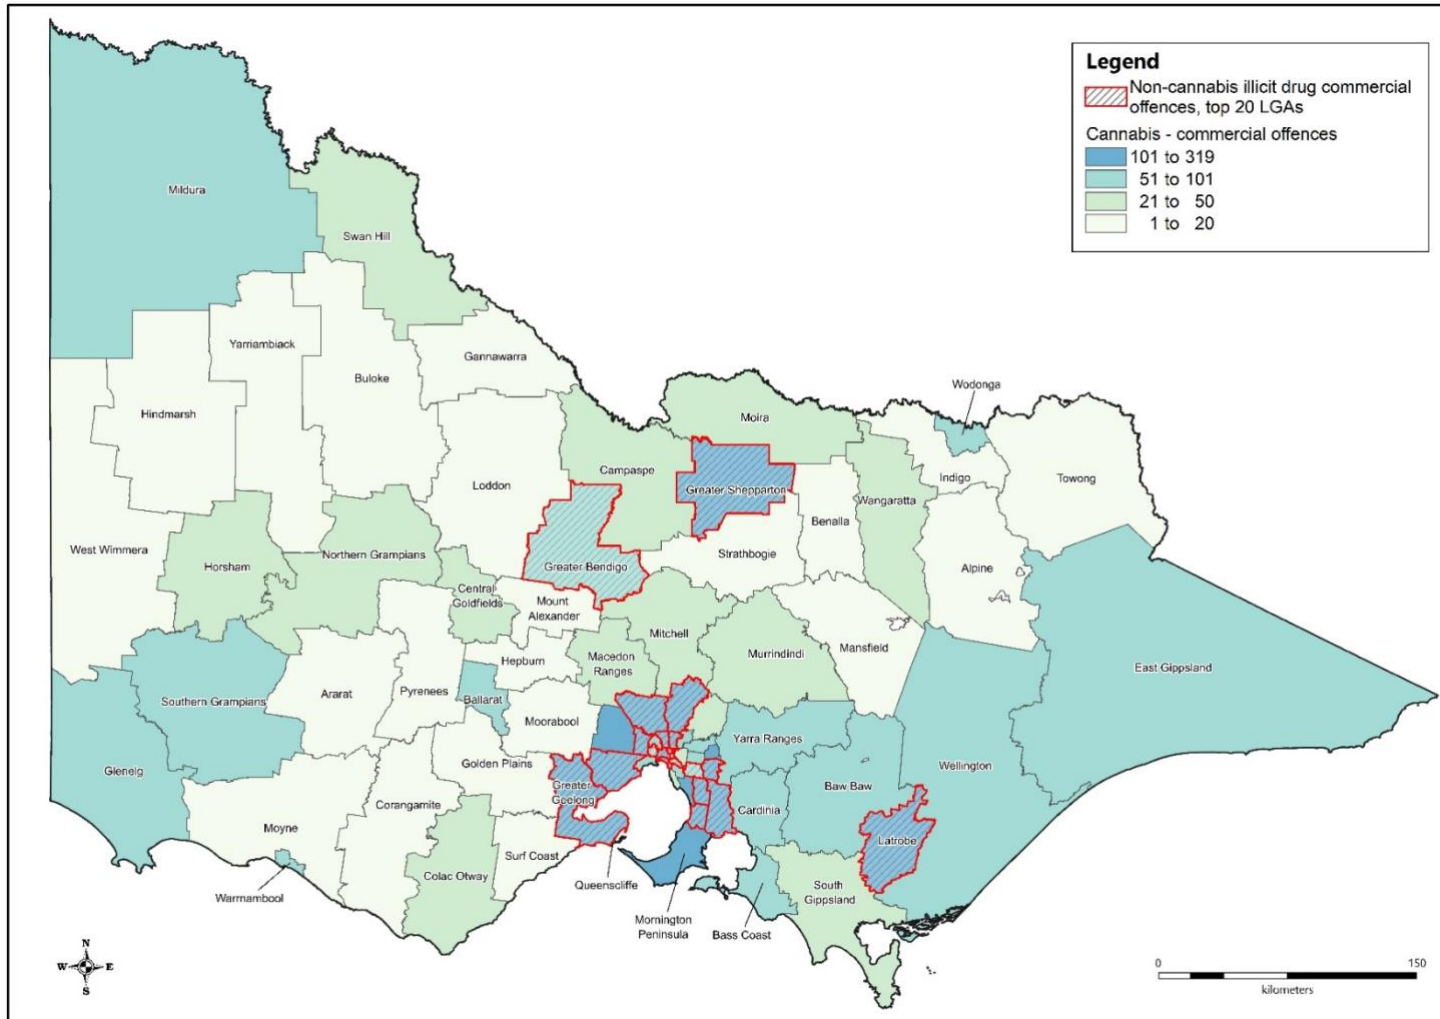 Legend
Non-cannabis illicit drug commercial
offences, top 20 LGAs
Cannabis - commercial offences
101 to 319
51 to 101
21 to 50
1 to 20
Mildura
Swan Hill
Yarriambiack
Gannawarra
Buloke
Hindmarsh
Wodonga
Moira
Campaspe
Loddon
Greater Shepparton
Indigo
Towong
Wangaratta
Benalla
West Wimmera
Northern Grampians
Horsham
Strathbogie
Greater Bendigo
Alpine
Central
Goldfields
Mount
Alexander
Mitchell
Mansfield
Murrindindi
Hepburn
Macedon
Ranges
East Gippsland
Ararat
Pyrenees
Southern Grampians
Ballarat
Moorabool
Yarra Ranges
Golden Plains
Wellington
Glenelg
Greater
Geelong
Baw Baw
Corangamite
Cardinia
Moyne
Latrobe
Surf Coast
Colac Otway
Queenscliffe
South
Gippsland
Warrnambool
Mornington
Peninsula
Bass Coast
N
W E
S
0 150
kilometers